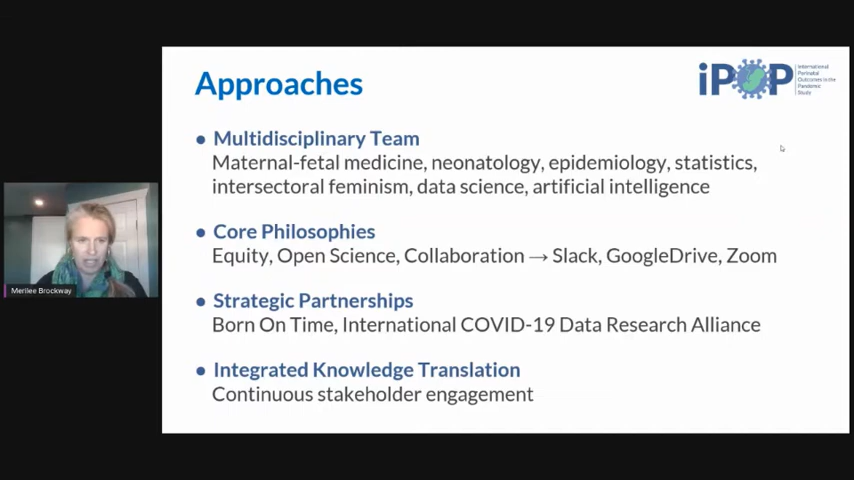 Approaches
iPOP
International
Perinatal
Outcomes in the
Pandemic
Study
● Multidisciplinary Team
Maternal-fetal medicine, neonatology, epidemiology, statistics,
intersectoral feminism, data science, artificial intelligence
● Core Philosophies
Equity, Open Science, Collaboration → Slack, GoogleDrive, Zoom
● Strategic Partnerships
Born On Time, International COVID-19 Data Research Alliance
● Integrated Knowledge Translation
Continuous stakeholder engagement
Merilee Brockway